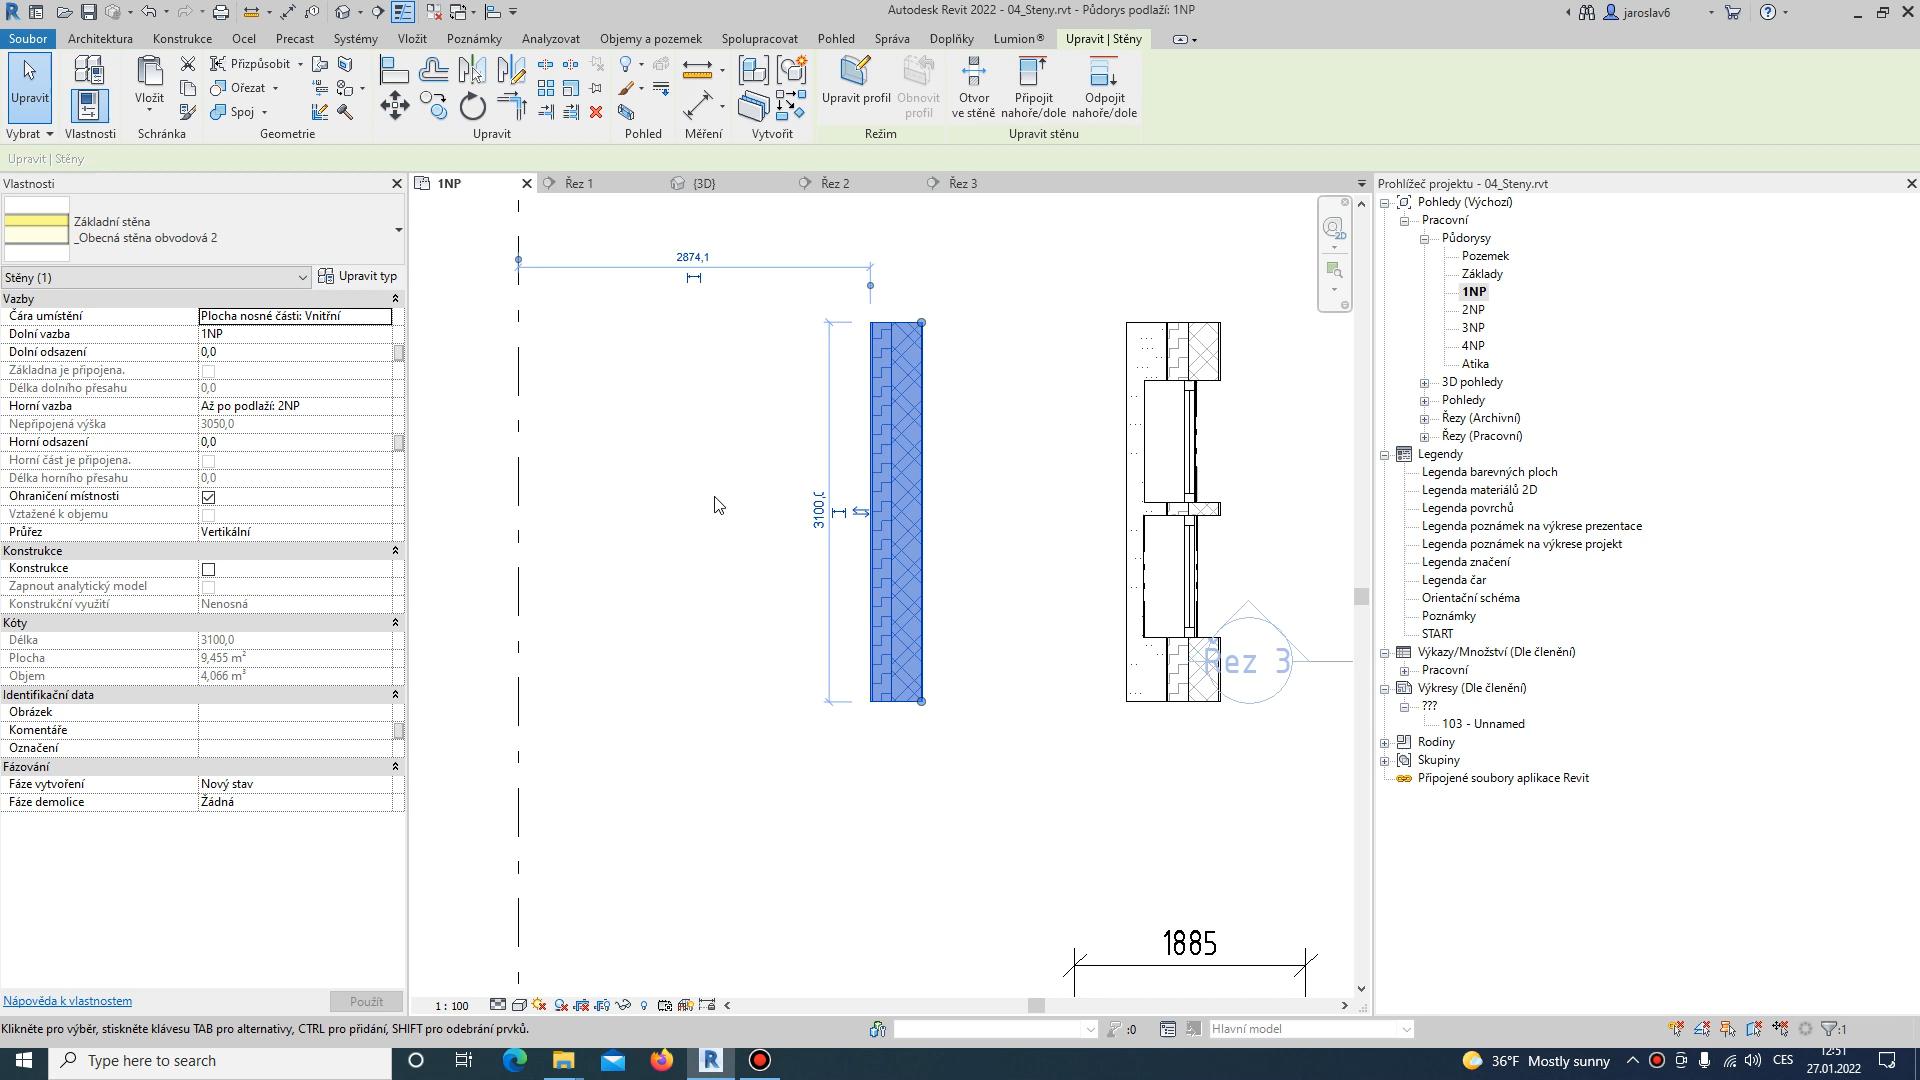 Autodesk Revit 2022 - 04_Steny.rvt - Půdorys podlaží: 1NP
jaroslav6
Soubor Architektura Konstrukce Ocel Precast Systémy Vložit Poznámky Analyzovat Objemy a pozemek Spolupracovat Pohled Správa Doplňky Lumion® Upravit | Stěny
Upravit
Vložit
Přizpůsobit
Ořezat
Spoj
Upravit profil
Obnovit profil
Otvor ve stěně
Připojit nahoře/dole
Odpojit nahoře/dole
Vybrat Vlastnosti Schránka Geometrie Upravit Pohled Měření Vytvořit Režim Upravit stěnu
Upravit | Stěny
Vlastnosti
1NP
Řez 1
{3D}
Řez 2
Řez 3
Prohlížeč projektu - 04_Steny.rvt
Základní stěna
_Obecná stěna obvodová 2
Stěny (1)
Upravit typ
Vazby
Čára umístění Plocha nosné části: Vnitřní
Dolní vazba 1NP
Dolní odsazení 0,0
Základna je připojena.
Délka dolního přesahu 0,0
Horní vazba Až po podlaží: 2NP
Nepřipojená výška 3050,0
Horní odsazení 0,0
Horní část je připojena.
Délka horního přesahu 0,0
Ohraničení místnosti
Vztažené k objemu
Průřez Vertikální
Konstrukce
Konstrukce
Zapnout analytický model
Konstrukční využití Nenosná
Kóty
Délka 3100,0
Plocha 9,455 m²
Objem 4,066 m³
Identifikační data
Obrázek
Komentáře
Označení
Fázování
Fáze vytvoření Nový stav
Fáze demolice Žádná
Nápověda k vlastnostem
Použít
2874,1
3100,0
Řez 3
1885
2D
Pohledy (Výchozí)
Pracovní
Půdorysy
Pozemek
Základy
1NP
2NP
3NP
4NP
Atika
3D pohledy
Pohledy
Řezy (Archivní)
Řezy (Pracovní)
Legendy
Legenda barevných ploch
Legenda materiálů 2D
Legenda povrchů
Legenda poznámek na výkrese prezentace
Legenda poznámek na výkrese projekt
Legenda značení
Legenda čar
Orientační schéma
Poznámky
START
Výkazy/Množství (Dle členění)
Pracovní
Výkresy (Dle členění)
???
103 - Unnamed
Rodiny
Skupiny
Připojené soubory aplikace Revit
1 : 100
Klikněte pro výběr, stiskněte klávesu TAB pro alternativy, CTRL pro přidání, SHIFT pro odebrání prvků.
:0
Hlavní model
:1
Type here to search
36°F Mostly sunny
CES
12:51
27.01.2022